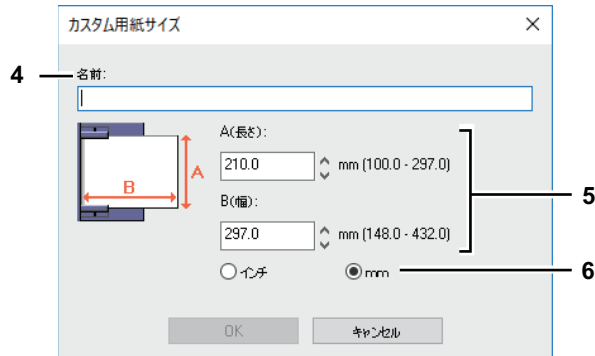 カスタム用紙サイズ
4
名前:
A(長さ):
210.0 mm (100.0 - 297.0)
A
B
B(幅):
5
297.0 mm (148.0 - 432.0)
インチ mm
6
OK キャンセル